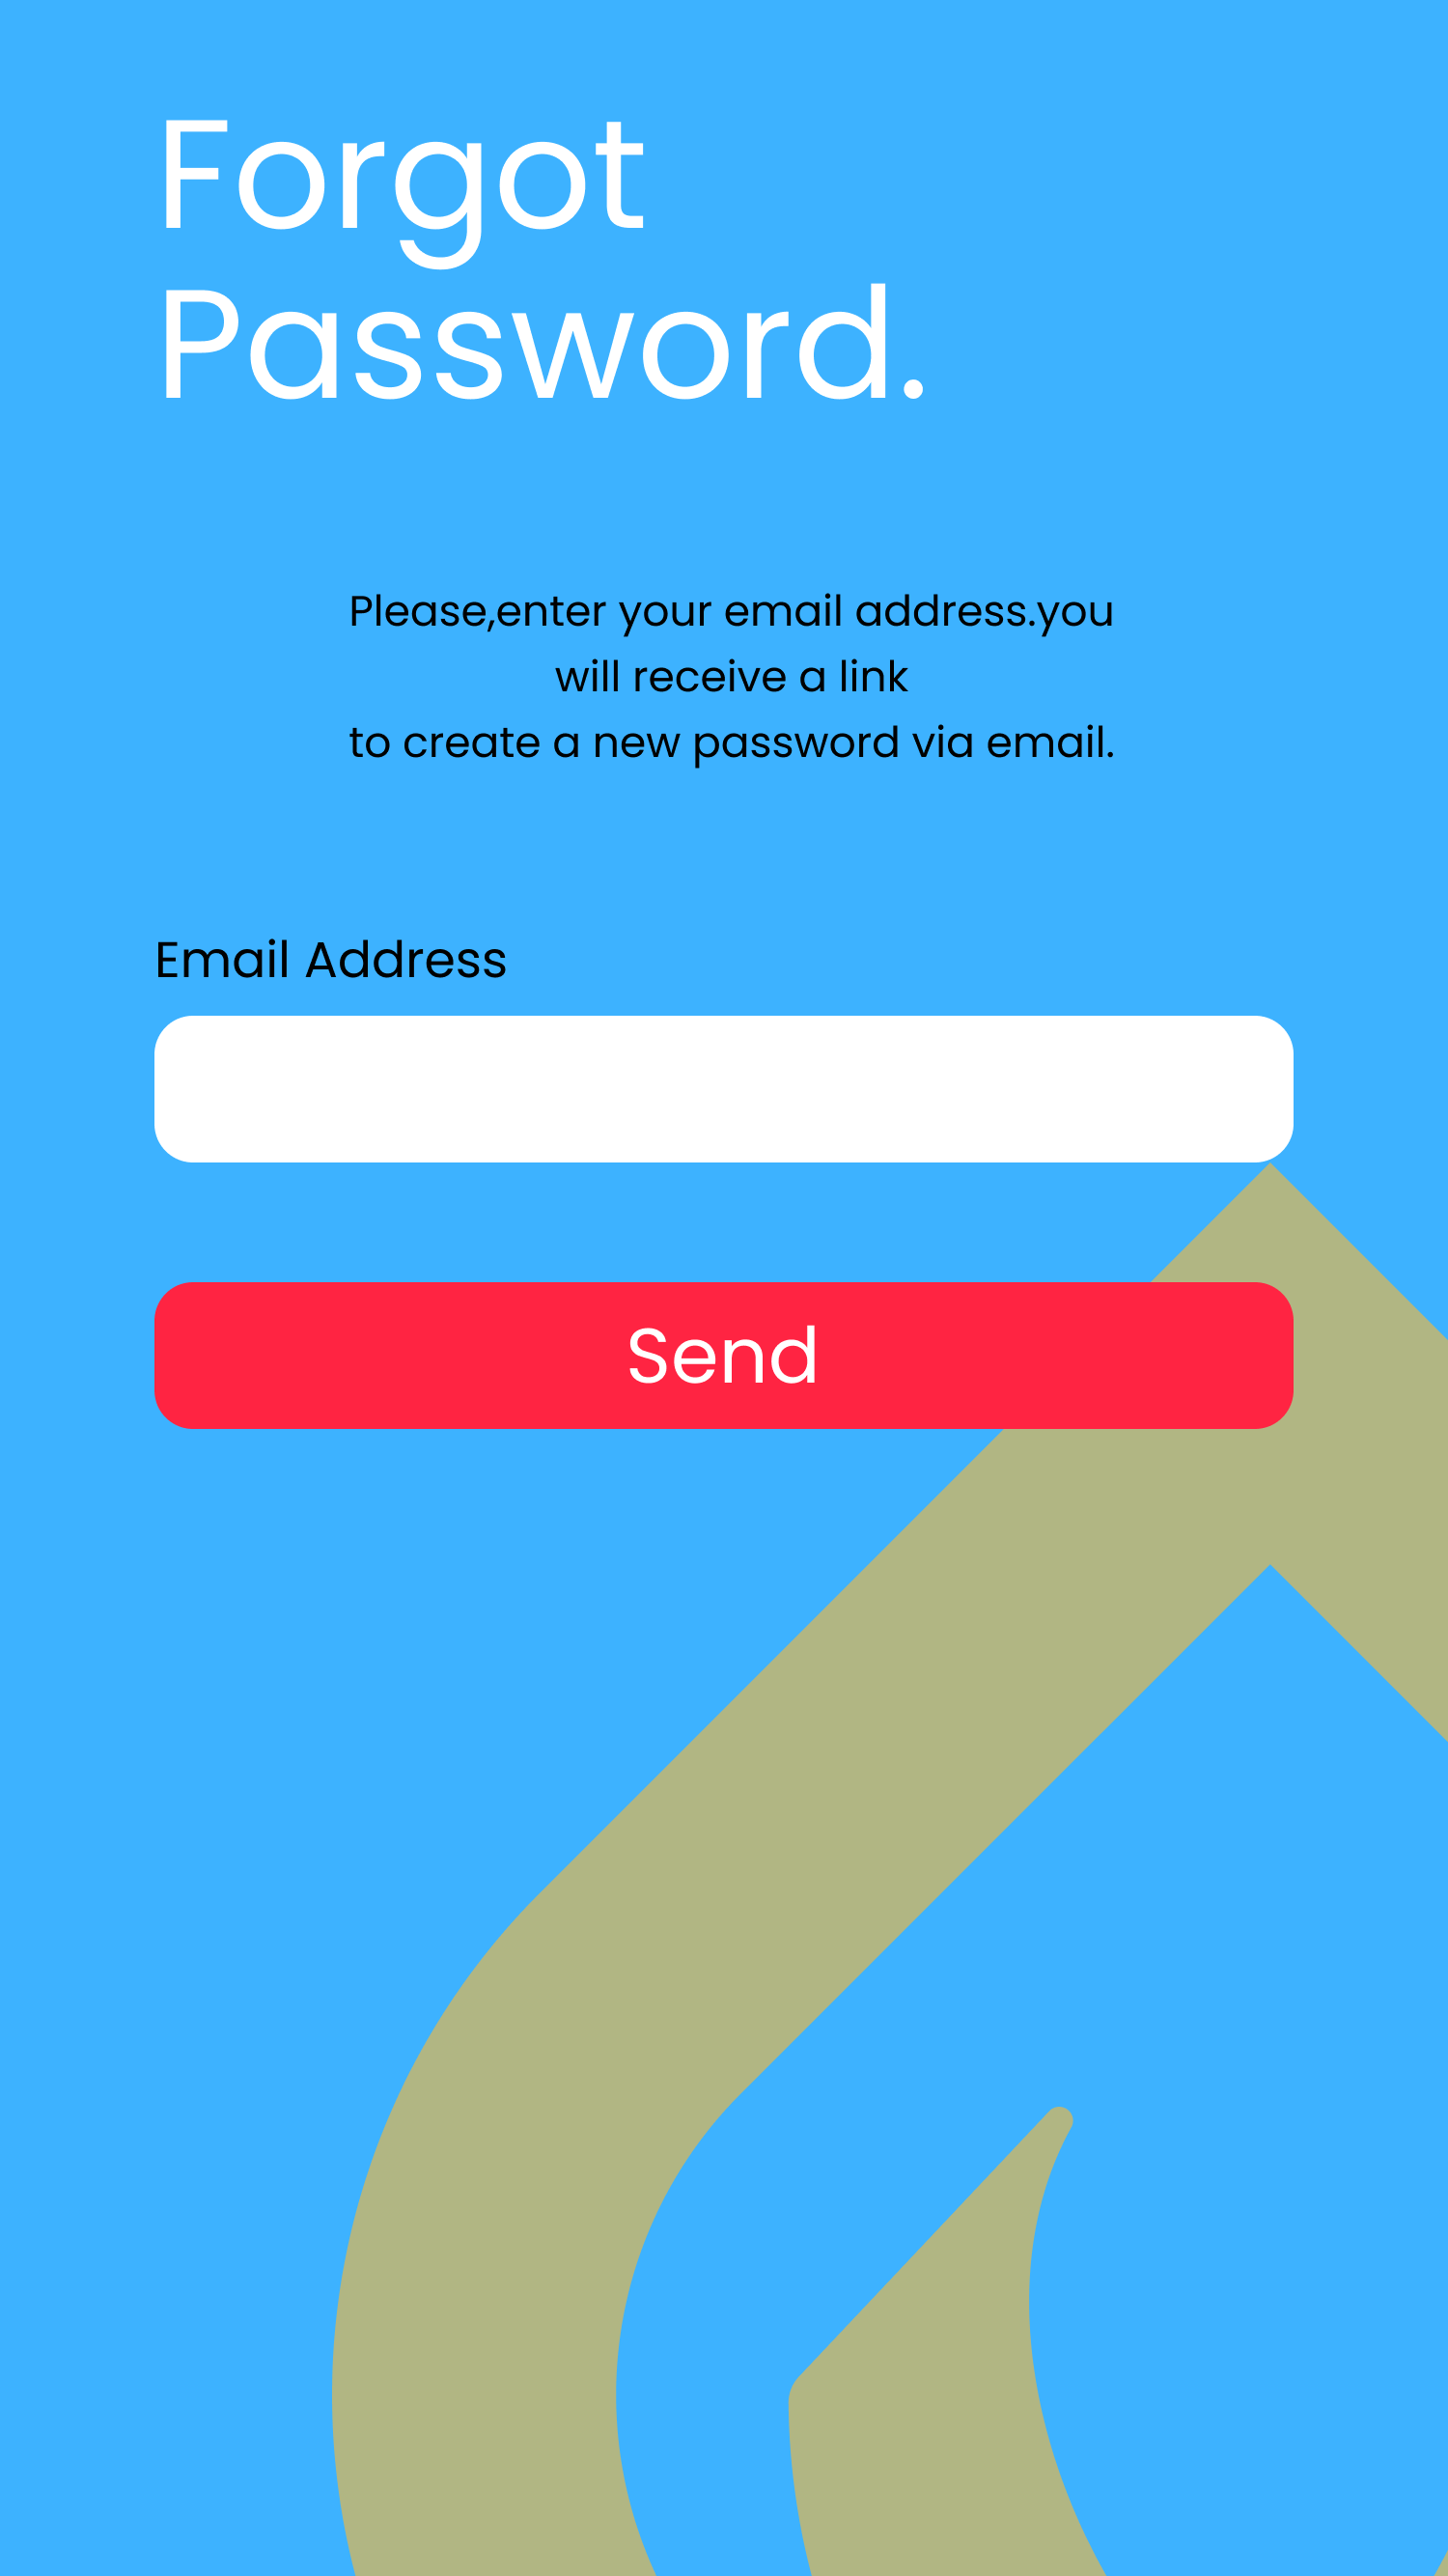 Forgot
Password.
Please,enter your email address.you
will receive a link
to create a new password via email.
Email Address
Send